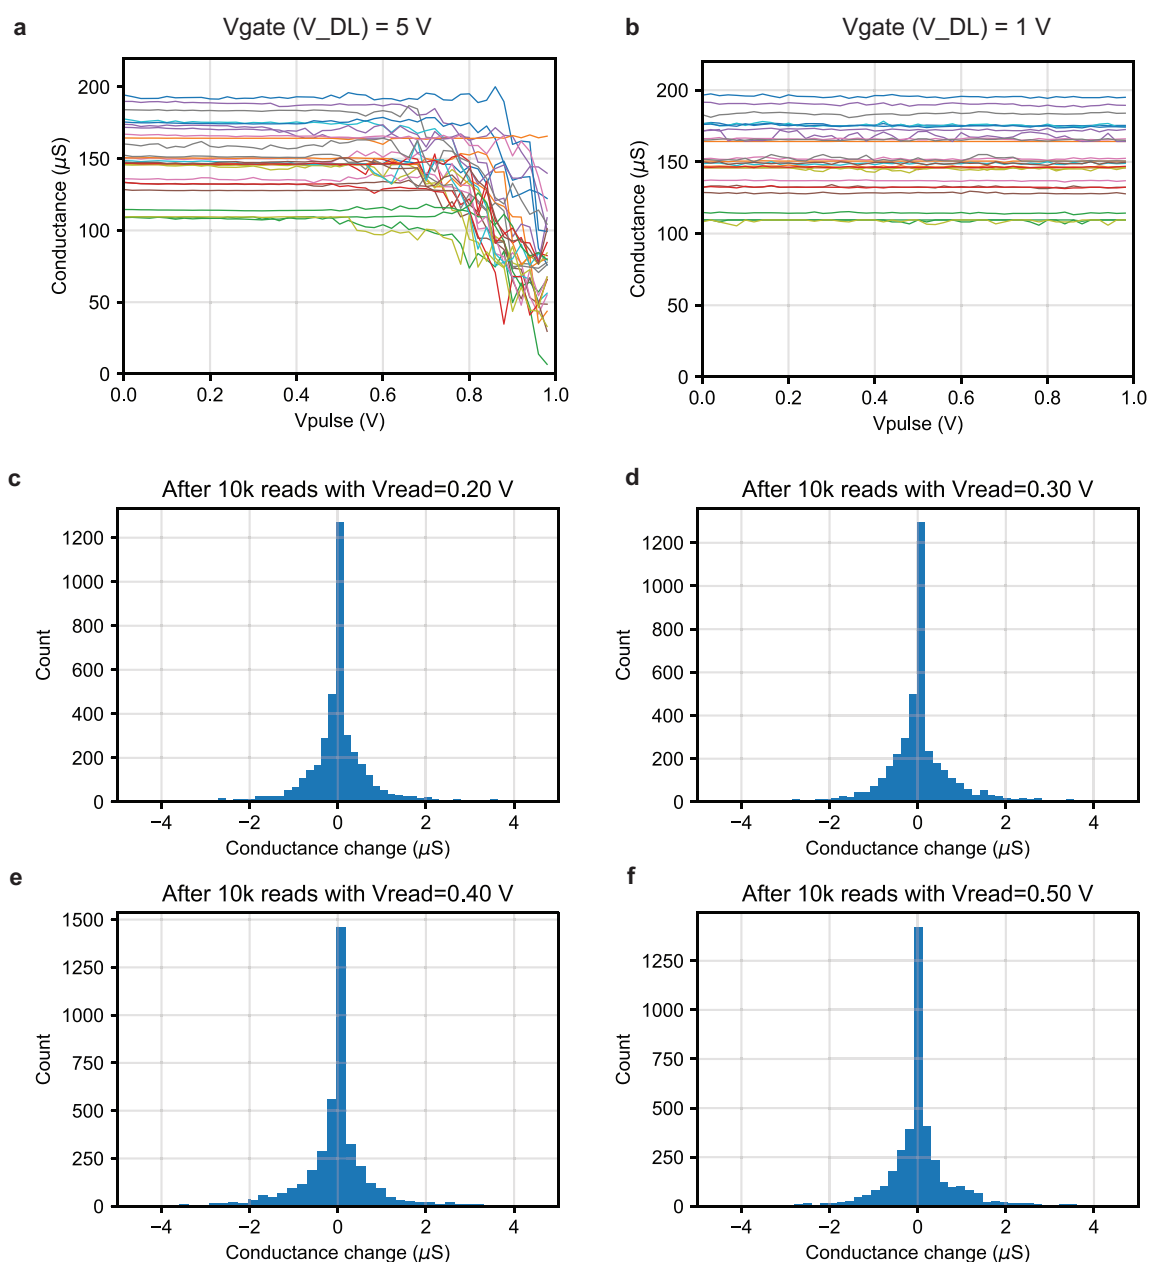 a
Vgate (V_DL) = 5 V
200
150
100
50
0
Conductance (µS)
0.0 0.2 0.4 0.6 0.8 1.0
Vpulse (V)
b
Vgate (V_DL) = 1 V
200
150
100
50
0
Conductance (µS)
0.0 0.2 0.4 0.6 0.8 1.0
Vpulse (V)
c
After 10k reads with Vread=0.20 V
1200
1000
800
600
400
200
0
Count
−4 −2 0 2 4
Conductance change (µS)
d
After 10k reads with Vread=0.30 V
1200
1000
800
600
400
200
0
Count
−4 −2 0 2 4
Conductance change (µS)
e
After 10k reads with Vread=0.40 V
1500
1250
1000
750
500
250
0
Count
−4 −2 0 2 4
Conductance change (µS)
f
After 10k reads with Vread=0.50 V
1250
1000
750
500
250
0
Count
−4 −2 0 2 4
Conductance change (µS)